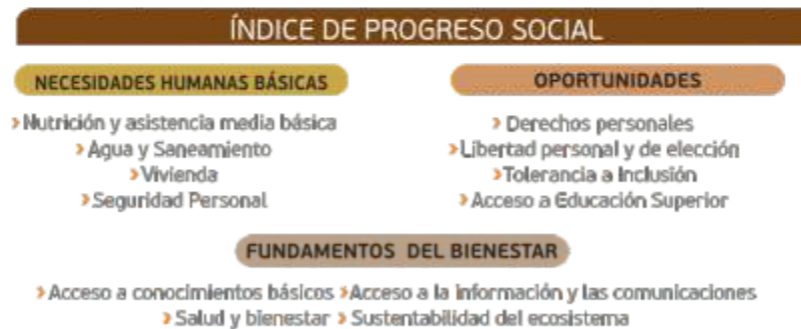 ÍNDICE DE PROGRESO SOCIAL
NECESIDADES HUMANAS BÁSICAS
› Nutrición y asistencia media básica
› Agua y Saneamiento
› Vivienda
› Seguridad Personal
OPORTUNIDADES
› Derechos personales
› Libertad personal y de elección
› Tolerancia a Inclusión
› Acceso a Educación Superior
FUNDAMENTOS DEL BIENESTAR
› Acceso a conocimientos básicos › Acceso a la información y las comunicaciones
› Salud y bienestar › Sustentabilidad del ecosistema